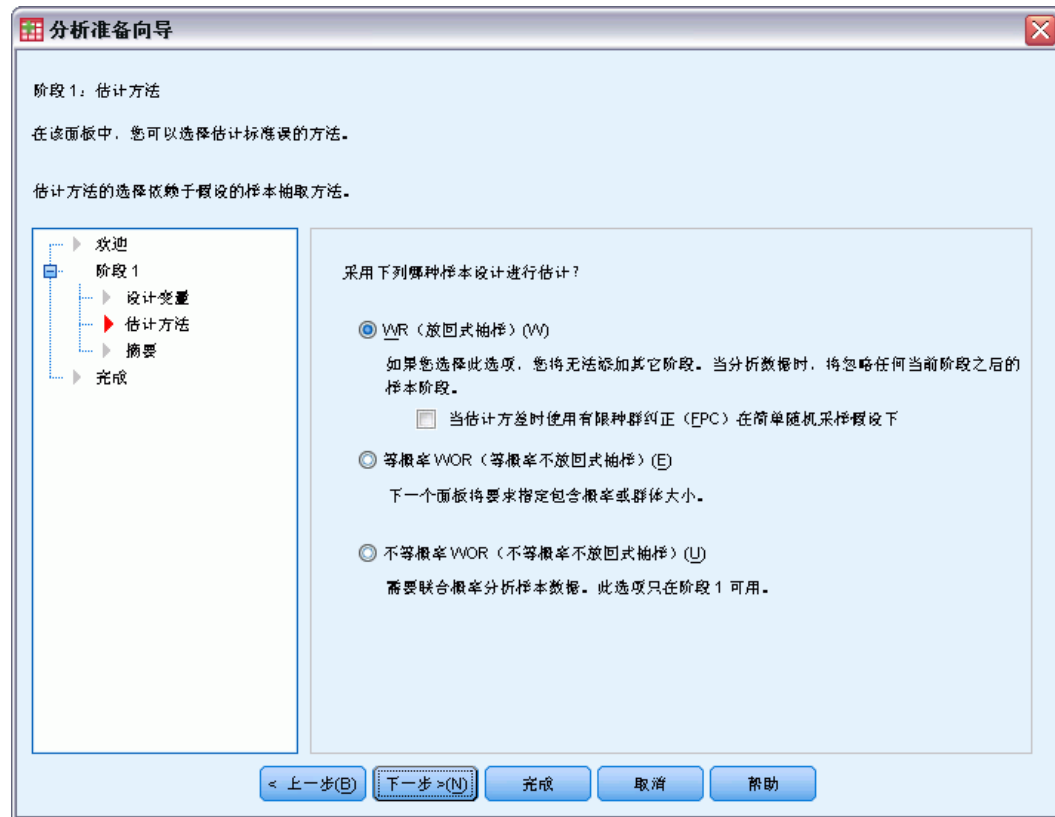 分析准备向导
阶段 1：估计方法
在该面板中，您可以选择估计标准误的方法。
估计方法的选择依赖于假设的样本抽取方法。
欢迎
阶段 1
设计变量
估计方法
摘要
完成
采用下列哪种样本设计进行估计？
WR（放回式抽样）(W)
如果您选择此选项，您将无法添加其它阶段。当分析数据时，将忽略任何当前阶段之后的
样本阶段。
当估计方差时使用有限种群纠正（FPC）在简单随机采样假设下
等概率 WOR（等概率不放回式抽样）(E)
下一个面板将要求指定包含概率或群体大小。
不等概率 WOR（不等概率不放回式抽样）(U)
需要联合概率分析样本数据。此选项只在阶段 1 可用。
< 上一步(B) 下一步 >(N) 完成 取消 帮助